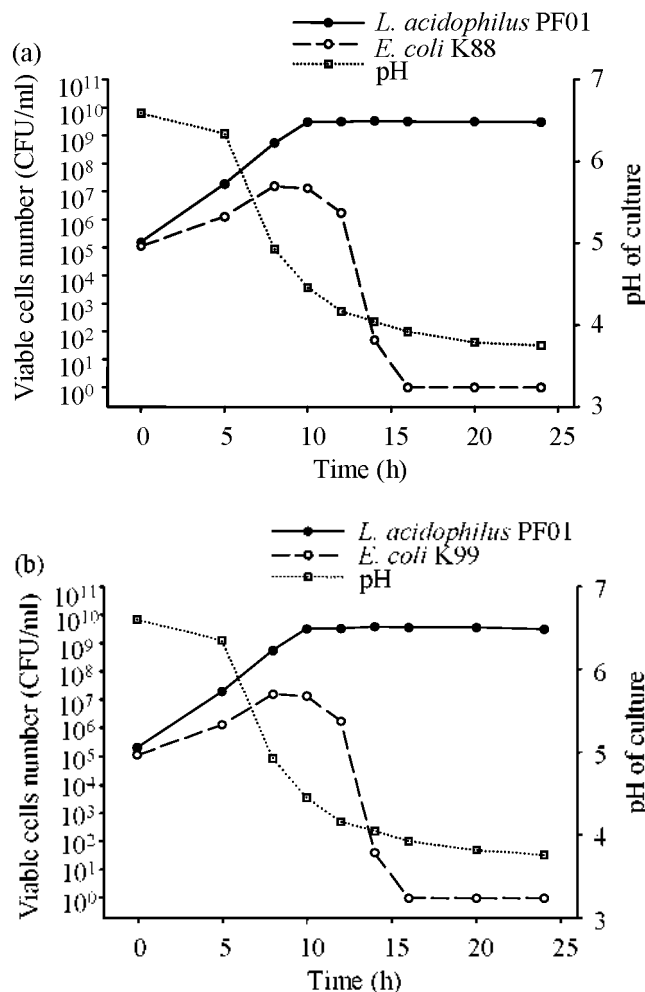 (a)
L. acidophilus PF01
E. coli K88
pH
Viable cells number (CFU/ml)
10¹¹
10¹⁰
10⁹
10⁸
10⁷
10⁶
10⁵
10⁴
10³
10²
10¹
10⁰
7
6
5
4
3
pH of culture
0 5 10 15 20 25
Time (h)
(b)
L. acidophilus PF01
E. coli K99
pH
Viable cells number (CFU/ml)
10¹¹
10¹⁰
10⁹
10⁸
10⁷
10⁶
10⁵
10⁴
10³
10²
10¹
10⁰
7
6
5
4
3
pH of culture
0 5 10 15 20 25
Time (h)